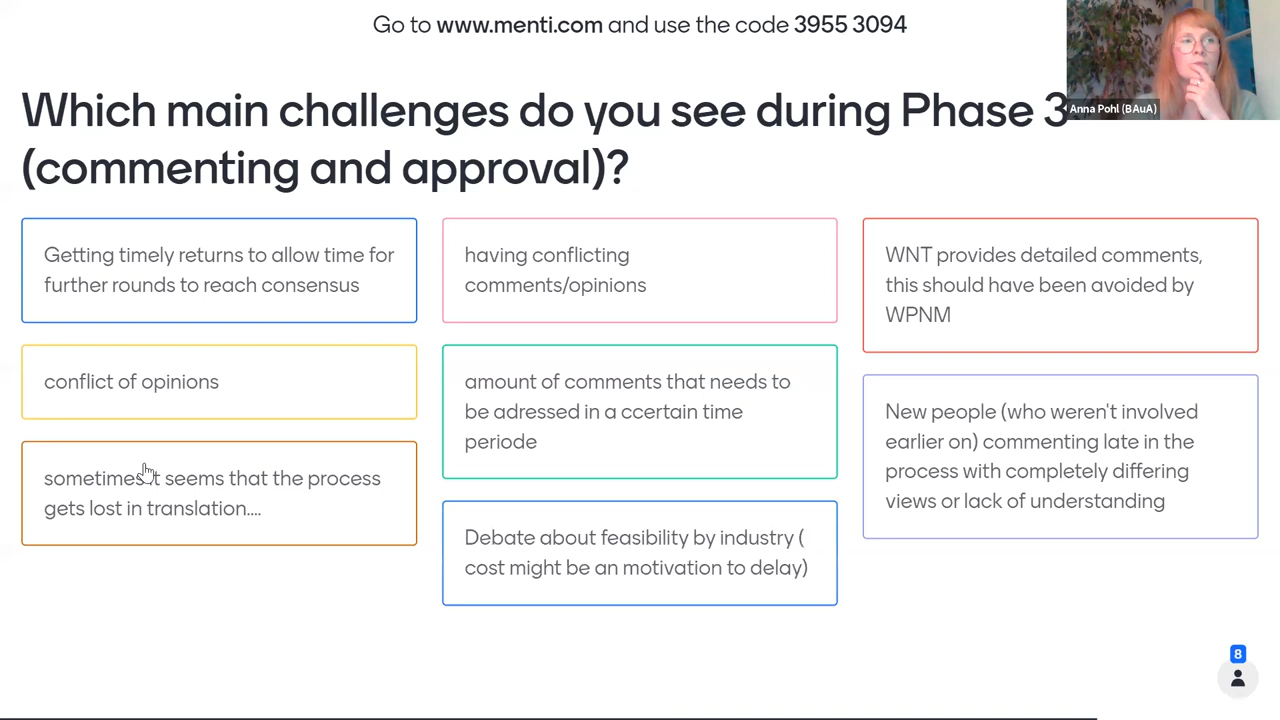 Go to www.menti.com and use the code 3955 3094
Anna Pohl (BAuA)
Which main challenges do you see during Phase 3
(commenting and approval)?
Getting timely returns to allow time for
further rounds to reach consensus
conflict of opinions
sometimes it seems that the process
gets lost in translation....
having conflicting
comments/opinions
amount of comments that needs to
be adressed in a ccertain time
periode
Debate about feasibility by industry (
cost might be an motivation to delay)
WNT provides detailed comments,
this should have been avoided by
WPNM
New people (who weren't involved
earlier on) commenting late in the
process with completely differing
views or lack of understanding
8